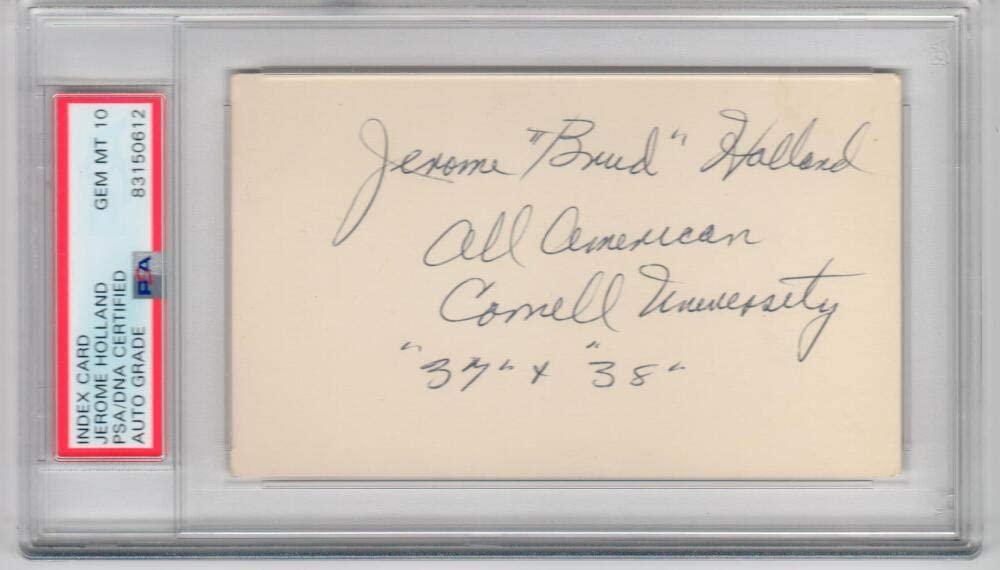 INDEX CARD
JEROME HOLLAND
PSA/DNA CERTIFIED
AUTO GRADE
GEM MT 10
83150612
PSA
Jerome "Brud" Holland
All American
Cornell University
"37" & "38"